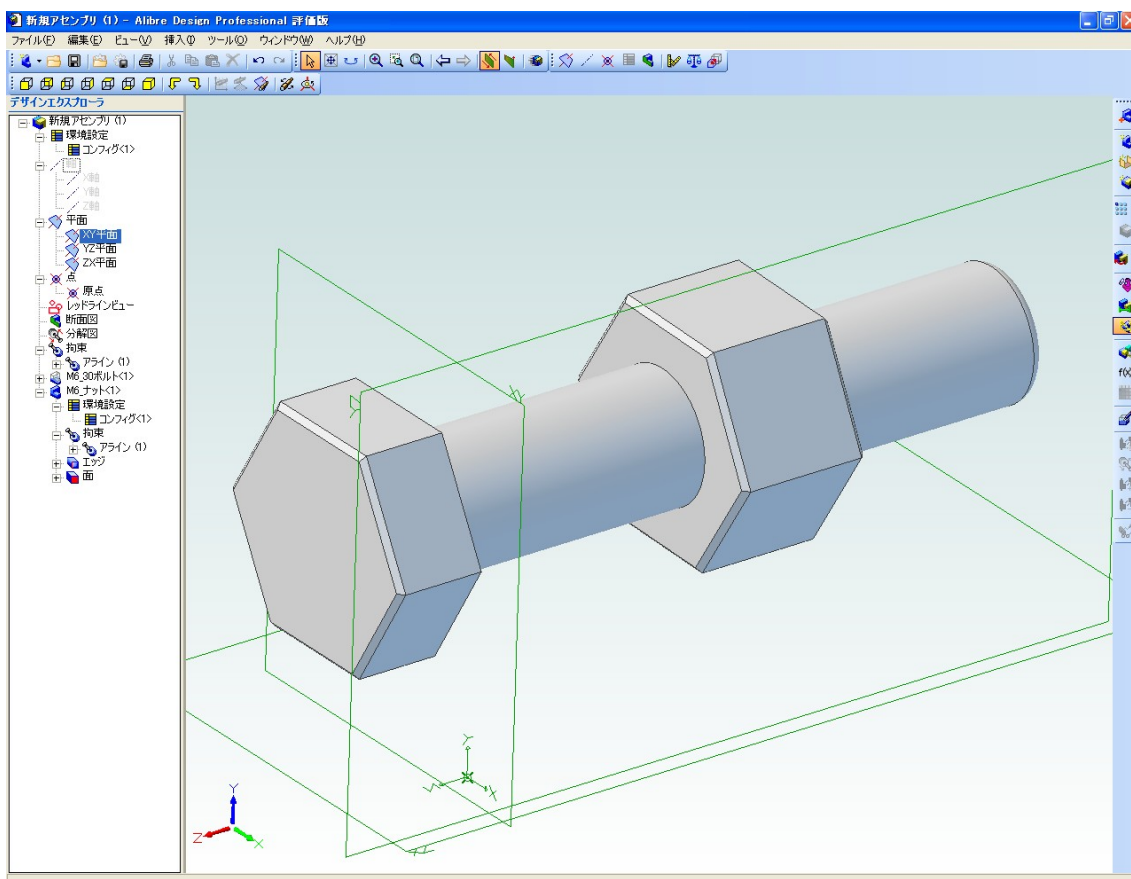 新規アセンブリ (1) - Alibre Design Professional 評価版
ファイル(F) 編集(E) ビュー(V) 挿入(I) ツール(O) ウィンドウ(W) ヘルプ(H)
デザインエクスプローラ
新規アセンブリ (1)
環境設定
コンフィグ<1>
軸
X軸
Y軸
Z軸
平面
XY平面
YZ平面
ZX平面
点
原点
レッドラインビュー
断面図
分解図
拘束
アライン (1)
M6_30ボルト<1>
M6_ナット<1>
環境設定
コンフィグ<1>
拘束
アライン (1)
エッジ
面
f(x)
Y
X
Y
Z
X